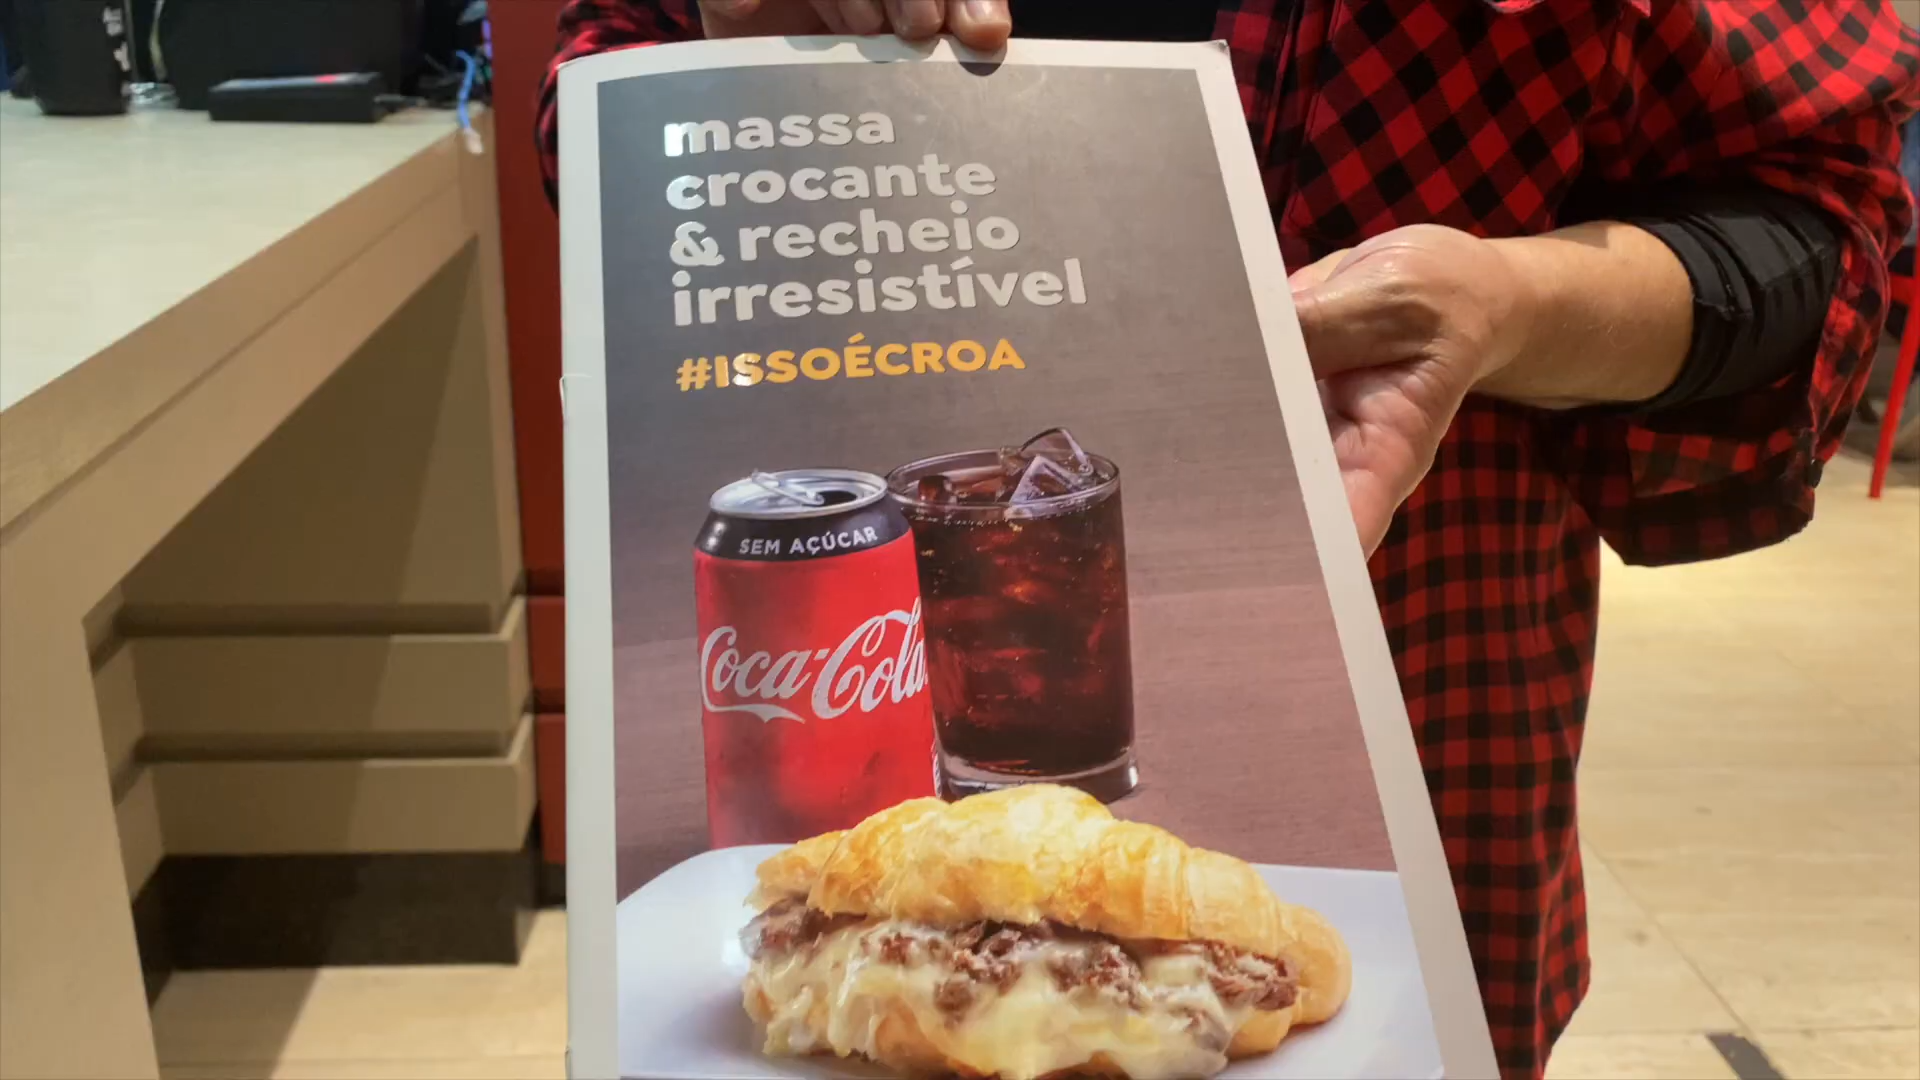 massa
crocante
& recheio
irresistível
#ISSOÉCROA
SEM AÇÚCAR
Coca-Cola